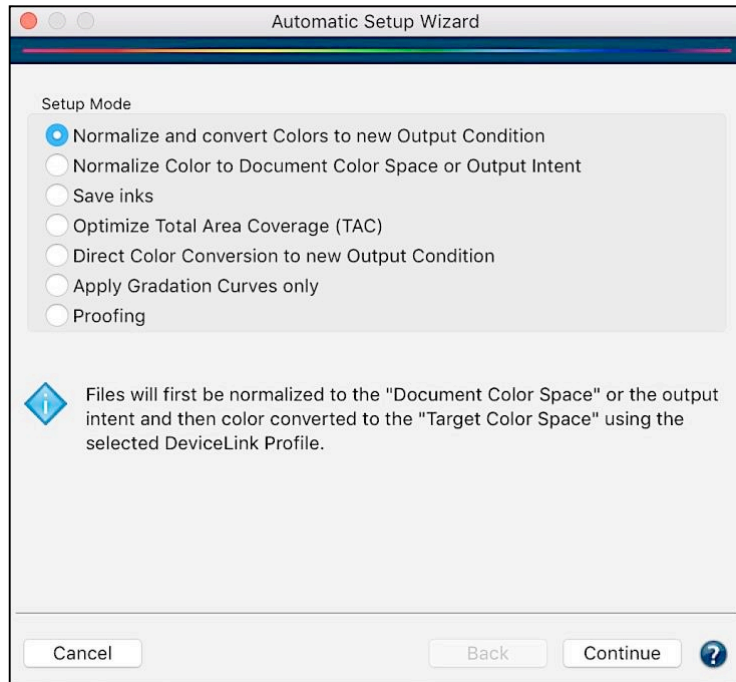 Automatic Setup Wizard
Setup Mode
Normalize and convert Colors to new Output Condition
Normalize Color to Document Color Space or Output Intent
Save inks
Optimize Total Area Coverage (TAC)
Direct Color Conversion to new Output Condition
Apply Gradation Curves only
Proofing
Files will first be normalized to the "Document Color Space" or the output
intent and then color converted to the "Target Color Space" using the
selected DeviceLink Profile.
Cancel Back Continue ?